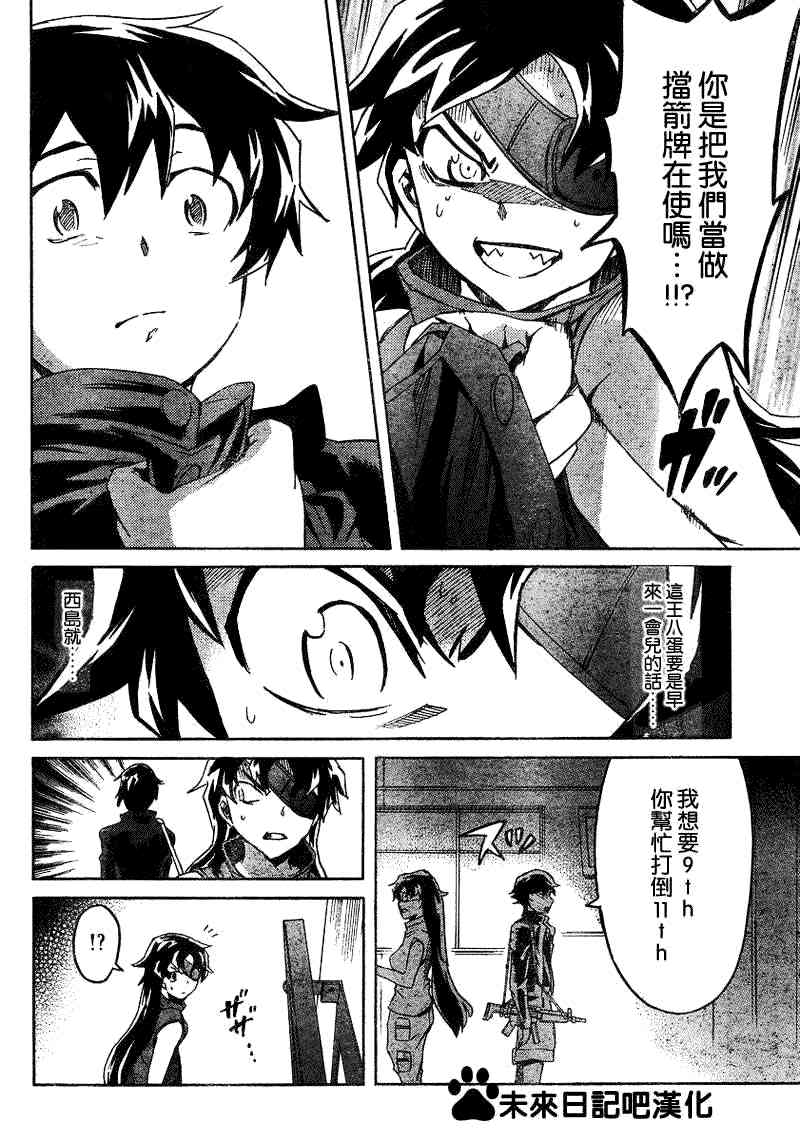 你是把我們當做
擋箭牌在使嗎…
!!?
ガッ
這王八蛋要是早
來一會兒的話……
西島就……
我想要9th
你幫忙打倒11th
ス
ザザ…
!?
未來日記吧漢化